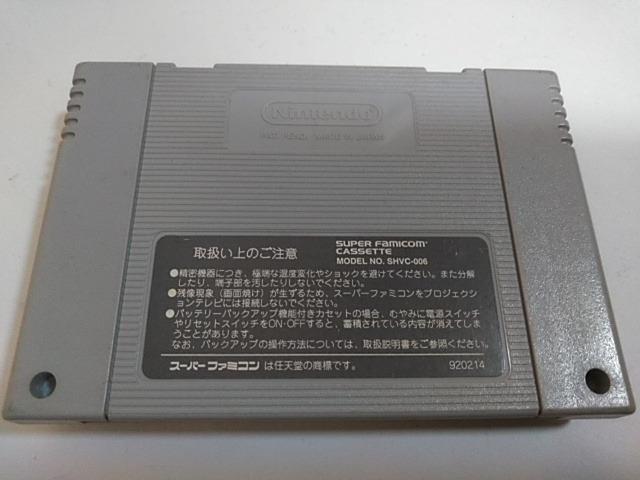 Nintendo
PAT. PEND. MADE IN JAPAN
取扱い上のご注意
SUPER FAMICOM
CASSETTE
MODEL NO. SHVC-006
●精密機器につき、極端な温度変化やショックを避けてください。また分解
したり、端子部を汚したりしないでください。
●残像現象（画面焼け）が生ずるため、スーパーファミコンをプロジェクシ
ョンテレビには接続しないでください。
●バッテリーバックアップ機能付きカセットの場合、むやみに電源スイッチ
やリセットスイッチをON·OFFすると、蓄積されている内容が消えてしま
うことがあります。
なお、バックアップの操作方法については、取扱説明書をご参照ください。
スーパーファミコン は任天堂の商標です。
920214